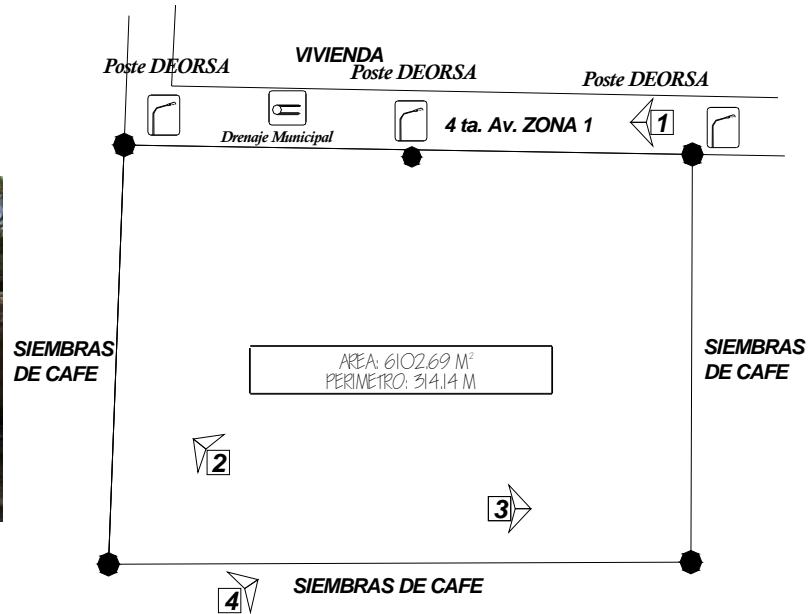 VIVIENDA
Poste DEORSA
Poste DEORSA
Poste DEORSA
Drenaje Municipal
4 ta. Av. ZONA 1
1
SIEMBRAS
DE CAFE
AREA: 6102.69 M²
PERIMETRO: 314.14 M
SIEMBRAS
DE CAFE
2
3
4
SIEMBRAS DE CAFE